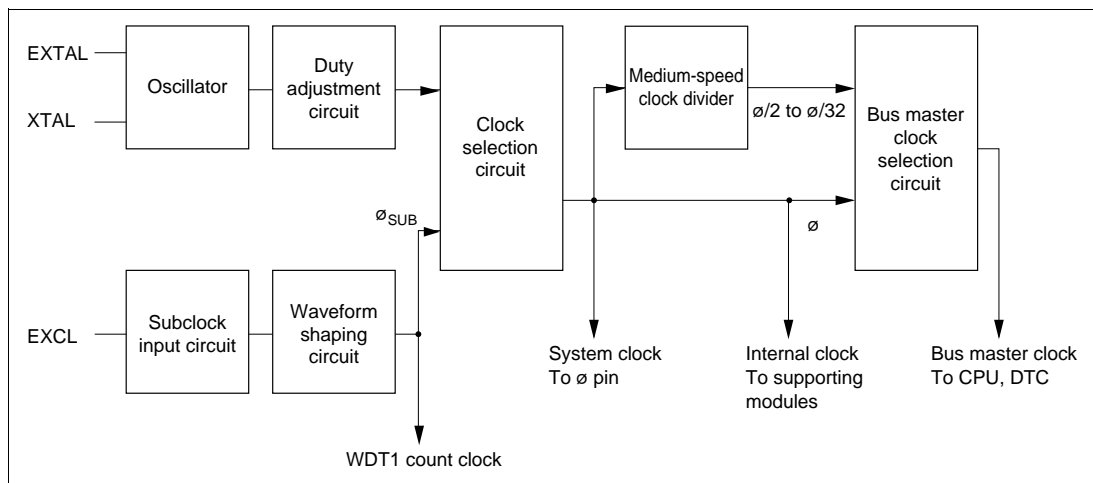 EXTAL
XTAL
Oscillator
Duty
adjustment
circuit
Clock
selection
circuit
Medium-speed
clock divider
ø/2 to ø/32
Bus master
clock
selection
circuit
øSUB
ø
EXCL
Subclock
input circuit
Waveform
shaping
circuit
System clock
To ø pin
Internal clock
To supporting
modules
Bus master clock
To CPU, DTC
WDT1 count clock